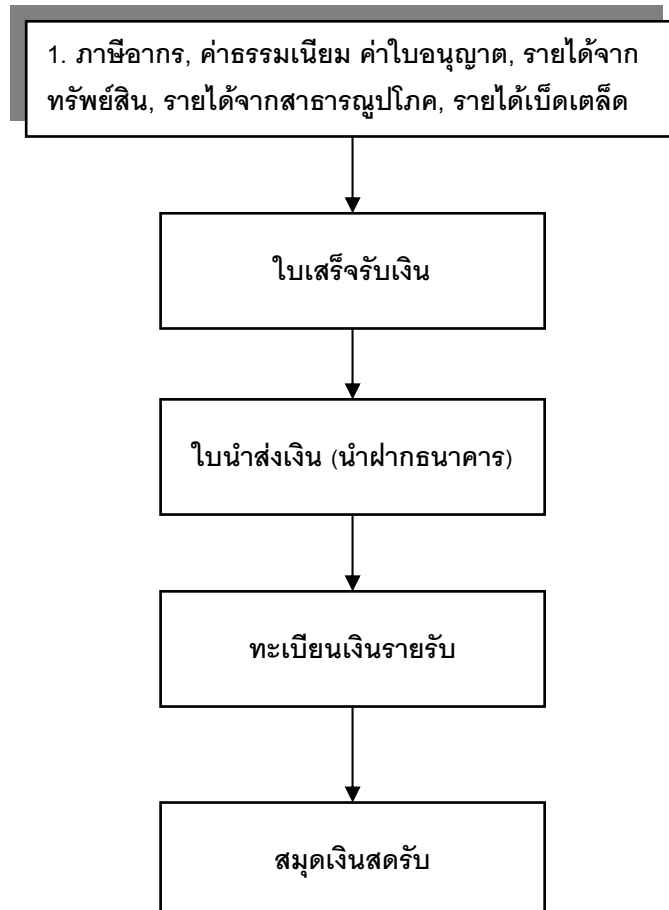 1. ภาษีอากร, ค่าธรรมเนียม ค่าใบอนุญาต, รายได้จาก
ทรัพย์สิน, รายได้จากสาธารณูปโภค, รายได้เบ็ดเตล็ด
ใบเสร็จรับเงิน
ใบนำส่งเงิน (นำฝากธนาคาร)
ทะเบียนเงินรายรับ
สมุดเงินสดรับ